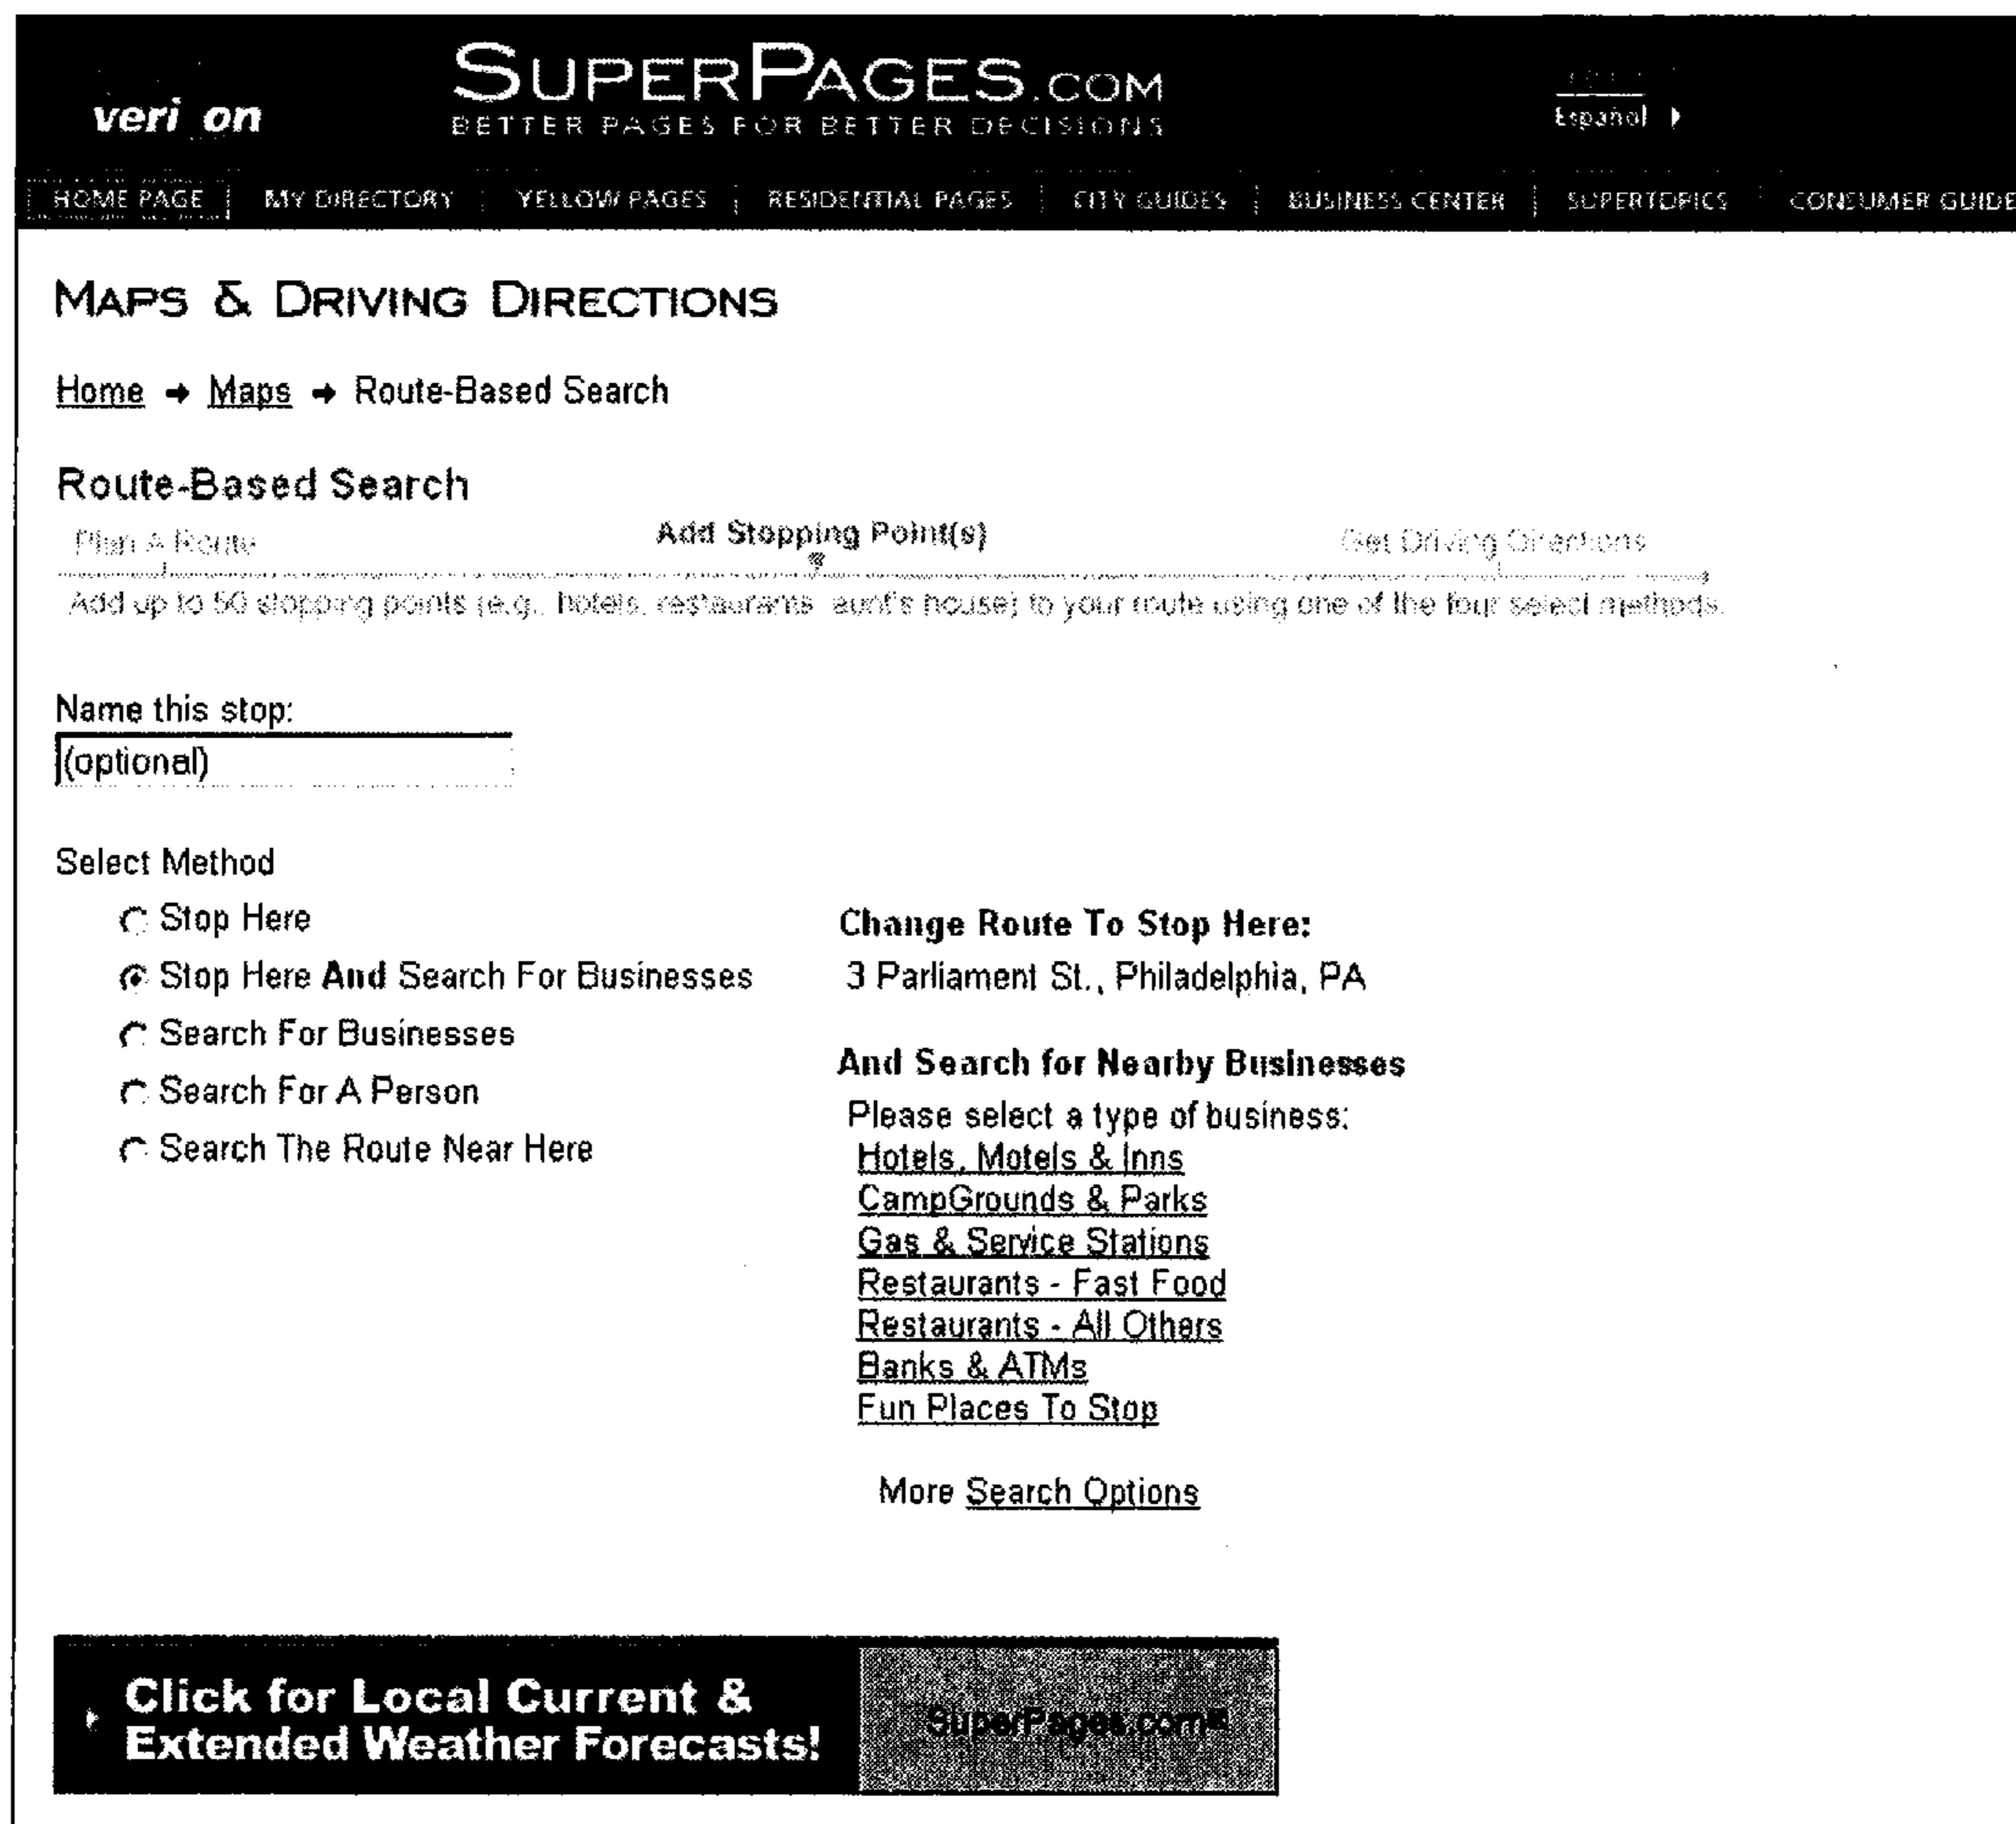 SUPERPAGES.COM
veri on
BETTER PAGES FOR BETTER DECISIONS
Español
HOME PAGE MY DIRECTORY YELLOW PAGES RESIDENTIAL PAGES CITY GUIDES BUSINESS CENTER SUPERTOPICS CONSUMER GUIDE
MAPS & DRIVING DIRECTIONS
Home → Maps → Route-Based Search
Route-Based Search
Plan A Route Add Stopping Point(s) Get Driving Directions
Add up to 50 stopping points (e.g., hotels, restaurants, aunt's house) to your route using one of the four select methods.
Name this stop:
(optional)
Select Method
Stop Here
Stop Here And Search For Businesses
Search For Businesses
Search For A Person
Search The Route Near Here
Change Route To Stop Here:
3 Parliament St., Philadelphia, PA
And Search for Nearby Businesses
Please select a type of business:
Hotels, Motels & Inns
CampGrounds & Parks
Gas & Service Stations
Restaurants - Fast Food
Restaurants - All Others
Banks & ATMs
Fun Places To Stop
More Search Options
Click for Local Current &
Extended Weather Forecasts!
SuperPages.com